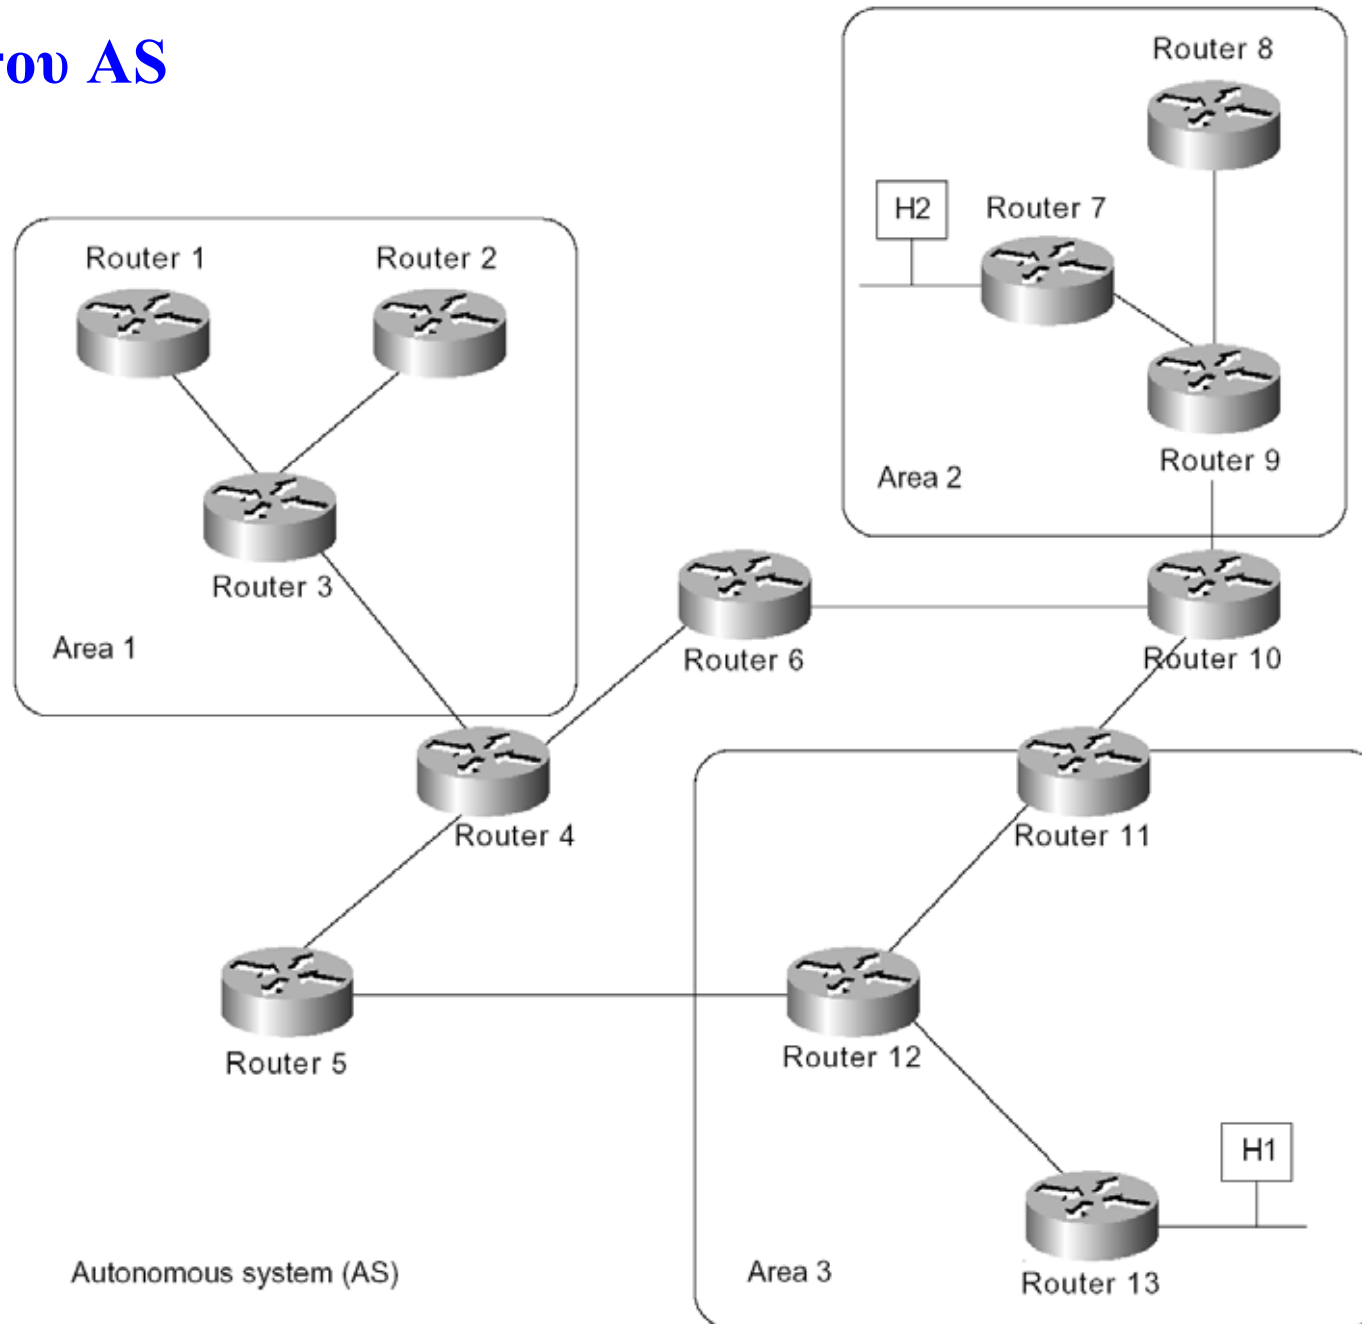 του AS
Router 8
H2
Router 7
Router 1
Router 2
Router 9
Area 2
Router 3
Area 1
Router 6
Router 10
Router 4
Router 11
Router 5
Router 12
H1
Autonomous system (AS)
Area 3
Router 13